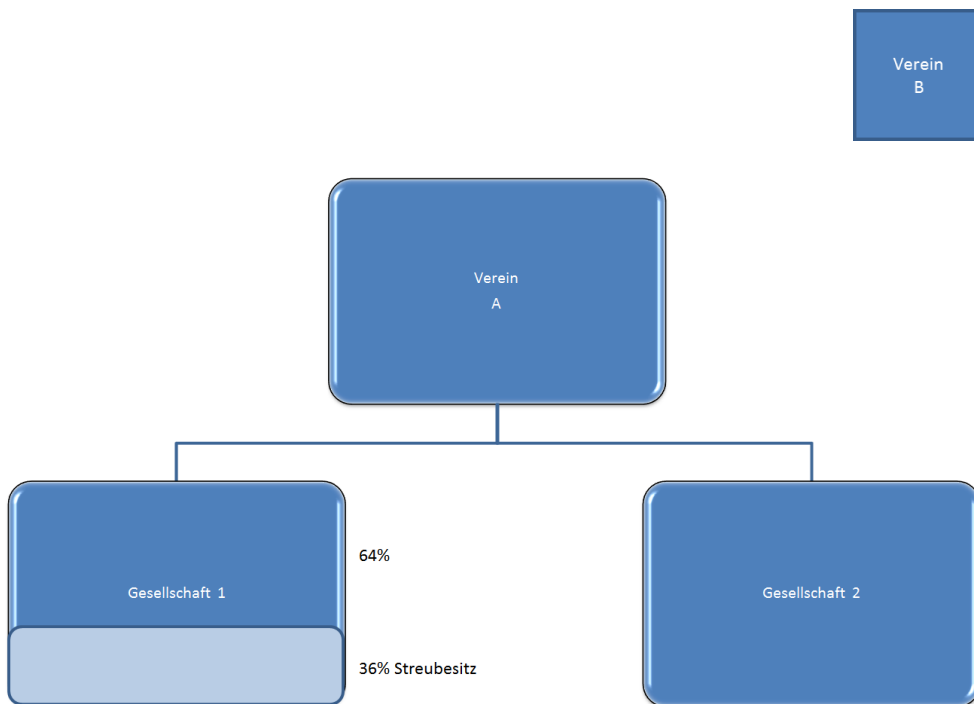 Verein
B
Verein
A
64%
Gesellschaft 1
Gesellschaft 2
36% Streubesitz